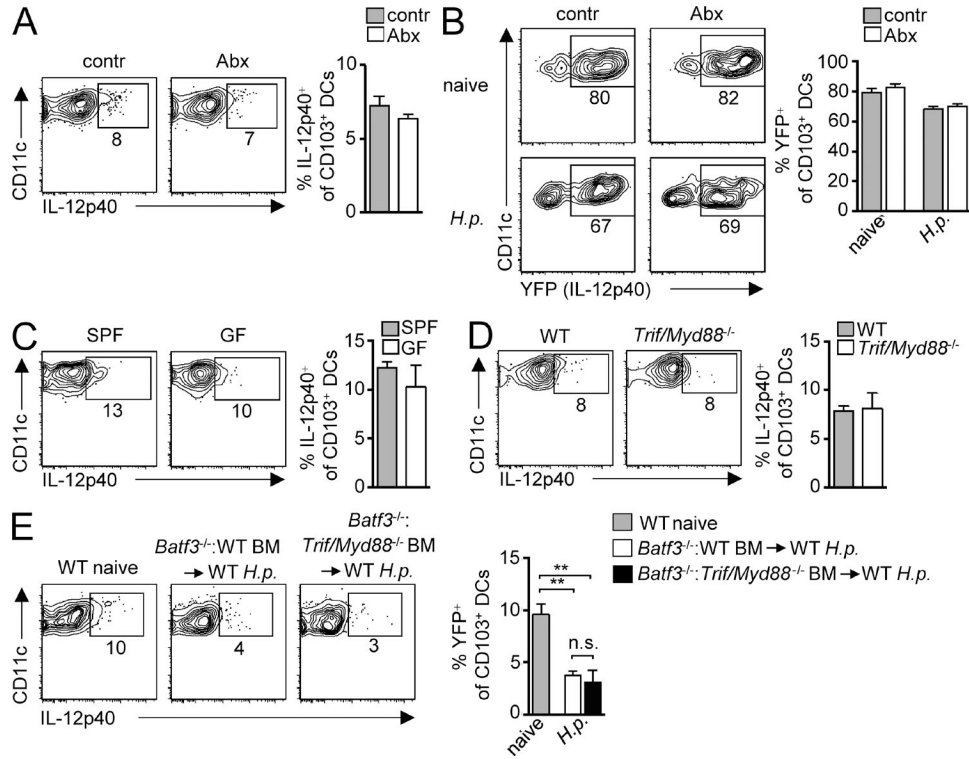 A
contr
Abx
contr
Abx
8
7
CD11c
IL-12p40
% IL-12p40+
of CD103+ DCs
10
5
0
B
contr
Abx
naive
80
82
H.p.
67
69
CD11c
YFP (IL-12p40)
contr
Abx
% YFP+
of CD103+ DCs
100
80
60
40
20
0
naive
H.p.
C
SPF
GF
13
10
CD11c
IL-12p40
SPF
GF
% IL-12p40+
of CD103+ DCs
15
10
5
0
D
WT
Trif/Myd88-/-
8
8
CD11c
IL-12p40
WT
Trif/Myd88-/-
% IL-12p40+
of CD103+ DCs
15
10
5
0
E
WT naive
Batf3-/-:WT BM
→ WT H.p.
Batf3-/-:
Trif/Myd88-/- BM
→ WT H.p.
10
4
3
CD11c
IL-12p40
WT naive
Batf3-/-:WT BM → WT H.p.
Batf3-/-:Trif/Myd88-/- BM → WT H.p.
% YFP+
of CD103+ DCs
15
10
5
0
**
**
n.s.
naive
H.p.